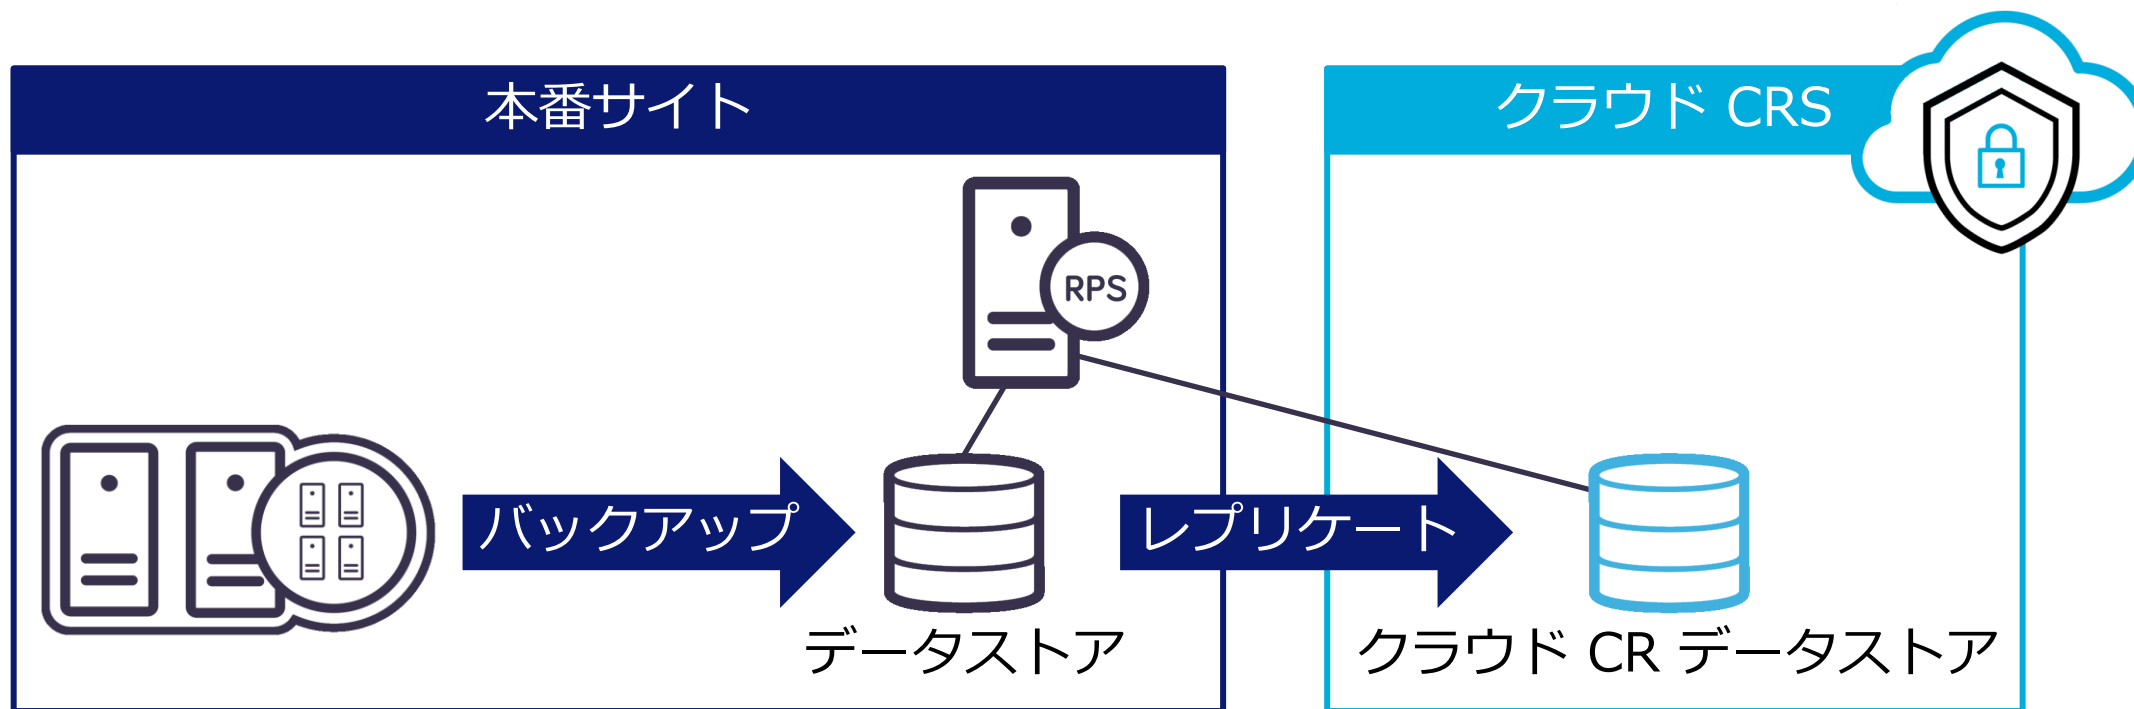 本番サイト
クラウド CRS
RPS
バックアップ
レプリケート
データストア
クラウド CR データストア